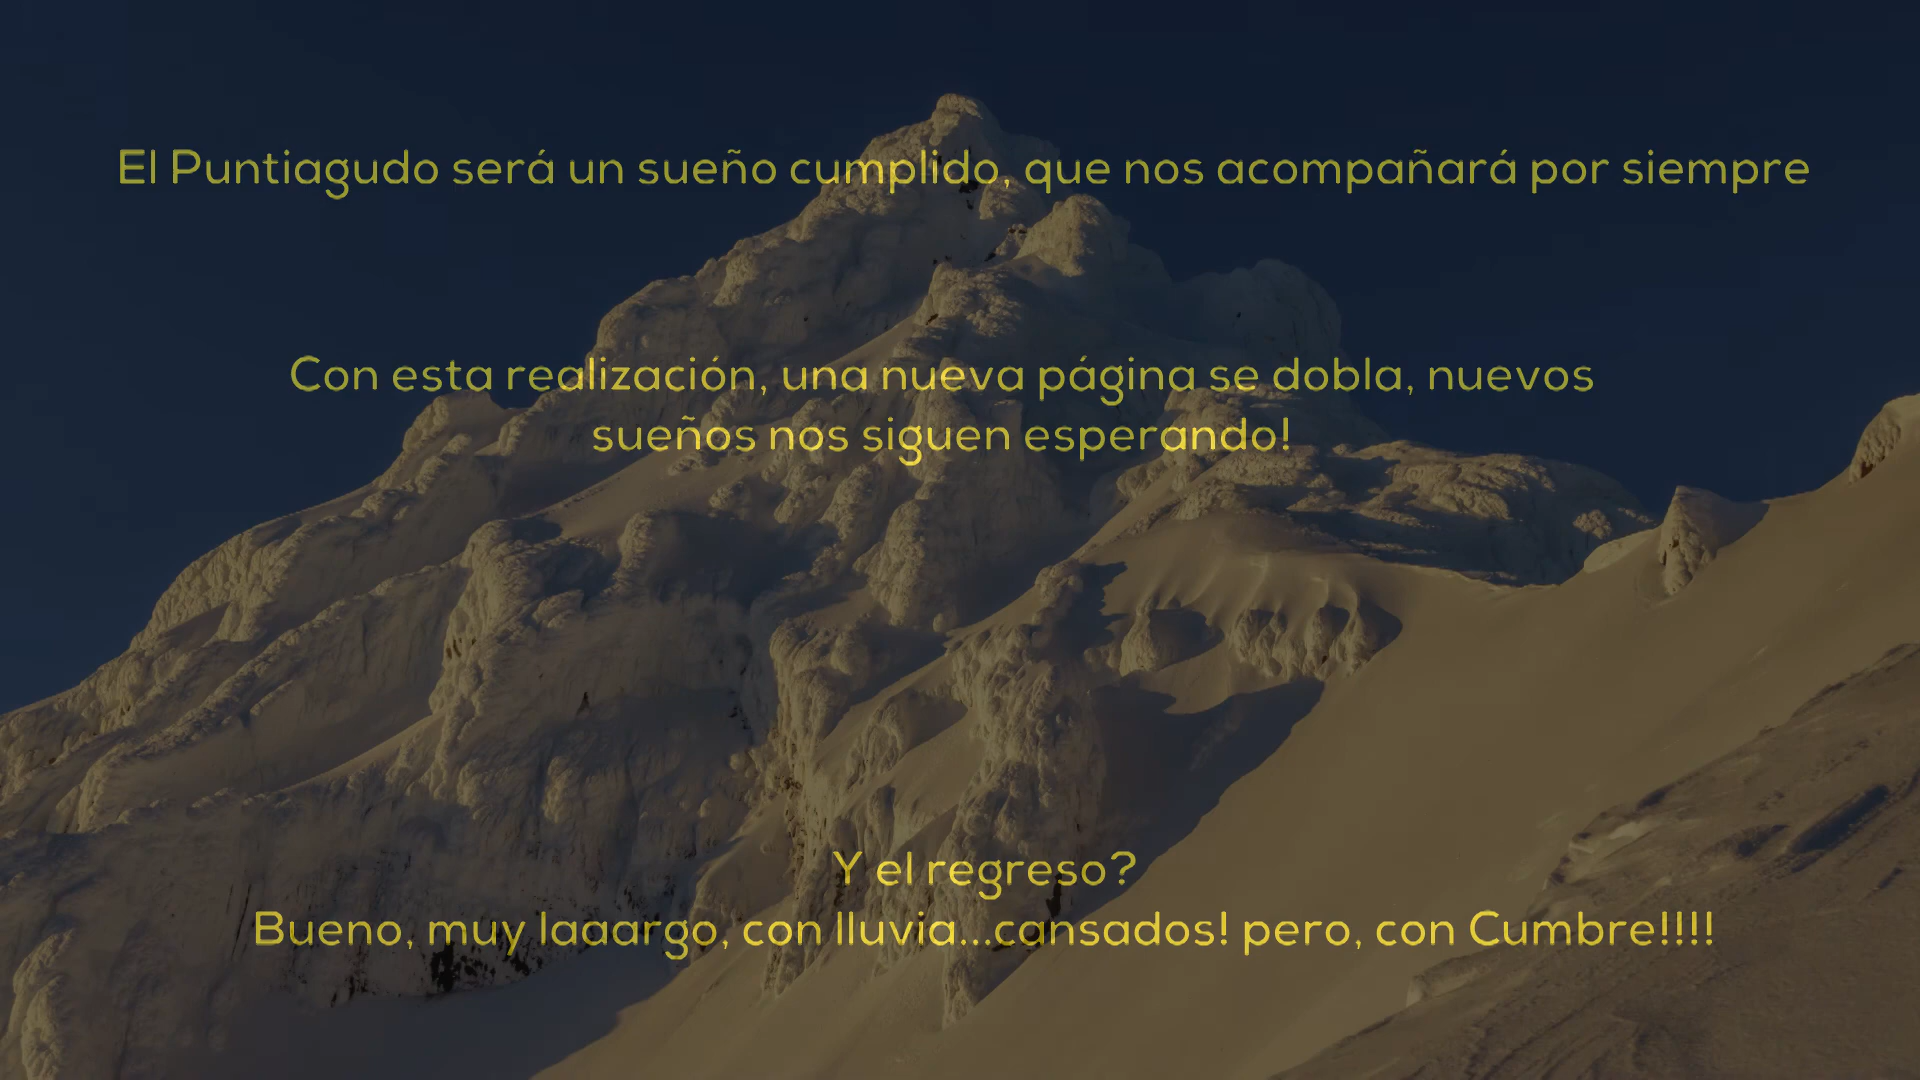 El Puntiagudo será un sueño cumplido, que nos acompañará por siempre
Con esta realización, una nueva página se dobla, nuevos
sueños nos siguen esperando!
Y el regreso?
Bueno, muy laaargo, con lluvia...cansados! pero, con Cumbre!!!!